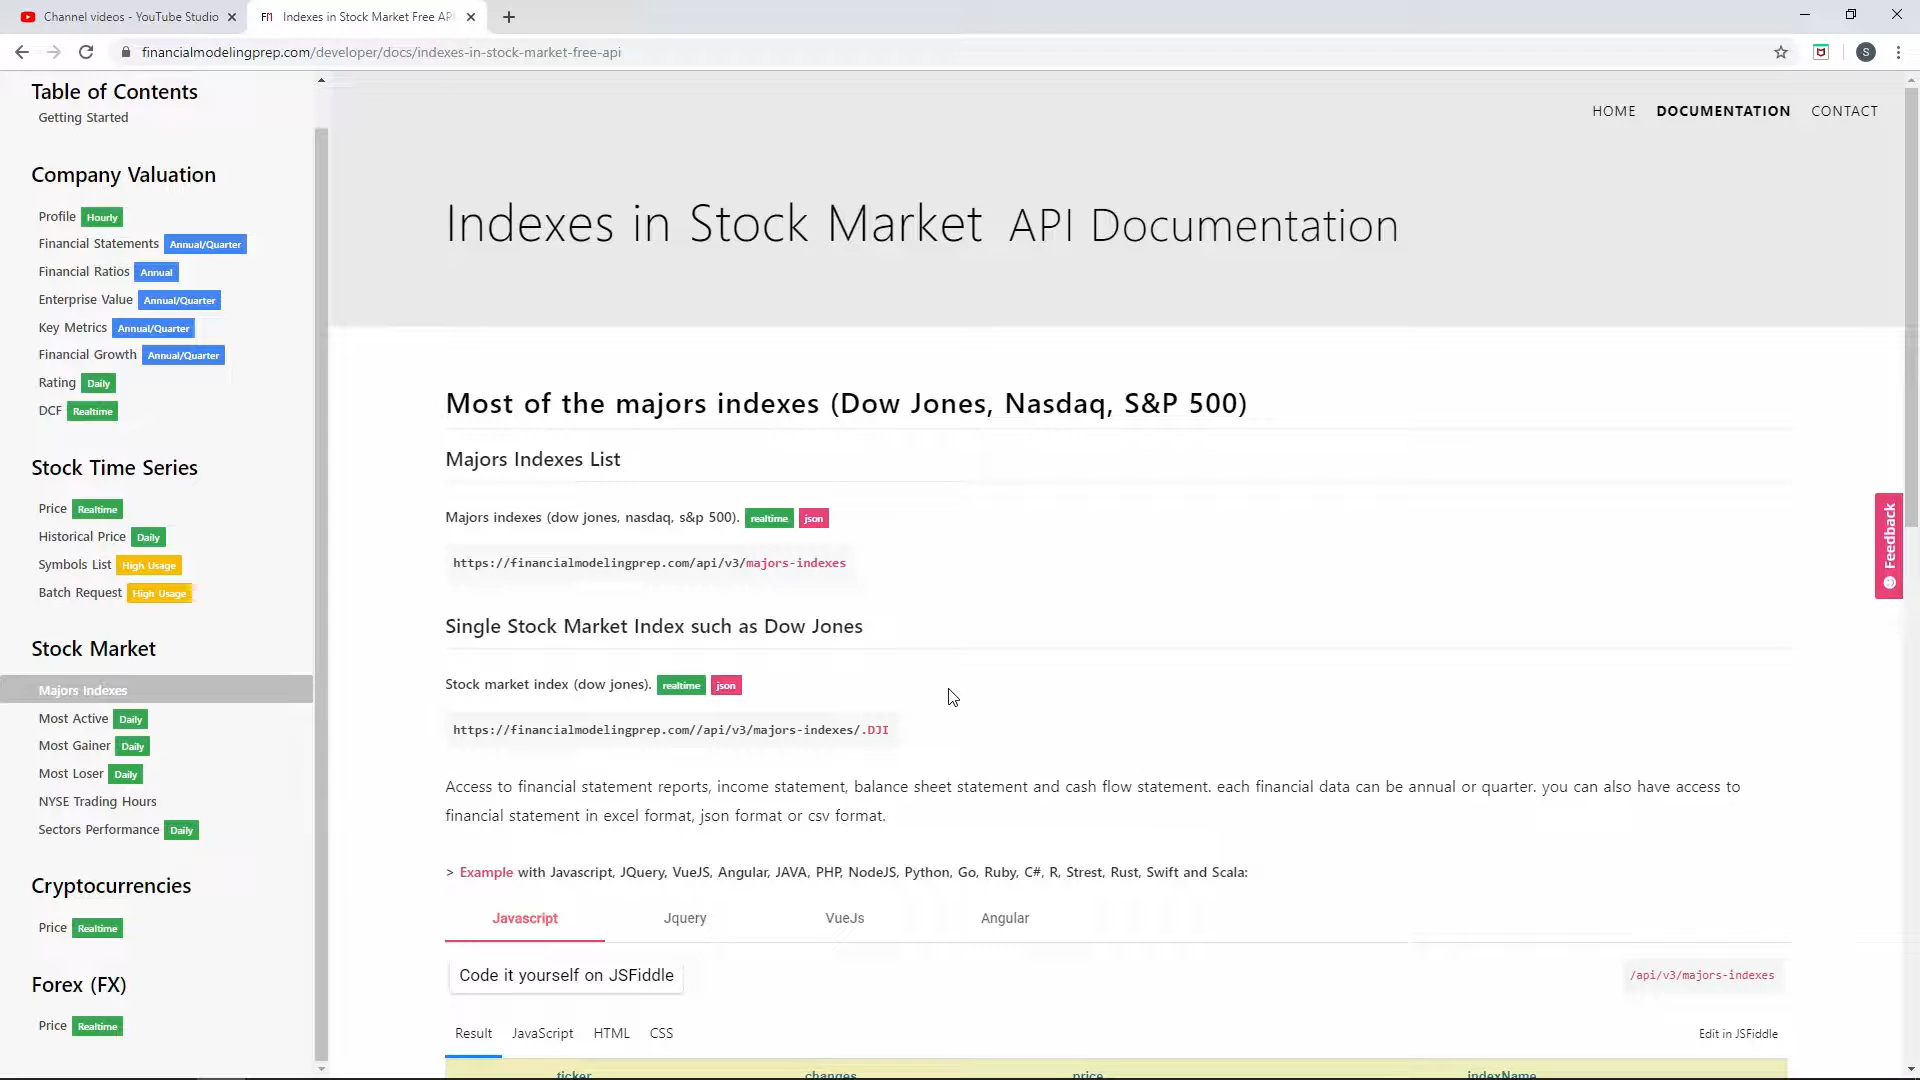 Channel videos - YouTube Studio
FM Indexes in Stock Market Free API
financialmodelingprep.com/developer/docs/indexes-in-stock-market-free-api
S
Table of Contents
Getting Started
Company Valuation
Profile Hourly
Financial Statements Annual/Quarter
Financial Ratios Annual
Enterprise Value Annual/Quarter
Key Metrics Annual/Quarter
Financial Growth Annual/Quarter
Rating Daily
DCF Realtime
Stock Time Series
Price Realtime
Historical Price Daily
Symbols List High Usage
Batch Request High Usage
Stock Market
Majors Indexes
Most Active Daily
Most Gainer Daily
Most Loser Daily
NYSE Trading Hours
Sectors Performance Daily
Cryptocurrencies
Price Realtime
Forex (FX)
Price Realtime
HOME DOCUMENTATION CONTACT
Indexes in Stock Market API Documentation
Most of the majors indexes (Dow Jones, Nasdaq, S&P 500)
Majors Indexes List
Majors indexes (dow jones, nasdaq, s&p 500). realtime json
https://financialmodelingprep.com/api/v3/majors-indexes
Single Stock Market Index such as Dow Jones
Stock market index (dow jones). realtime json
https://financialmodelingprep.com//api/v3/majors-indexes/.DJI
Access to financial statement reports, income statement, balance sheet statement and cash flow statement. each financial data can be annual or quarter. you can also have access to
financial statement in excel format, json format or csv format.
> Example with Javascript, JQuery, VueJS, Angular, JAVA, PHP, NodeJS, Python, Go, Ruby, C#, R, Strest, Rust, Swift and Scala:
Javascript Jquery VueJs Angular
Code it yourself on JSFiddle
/api/v3/majors-indexes
Result JavaScript HTML CSS
Edit in JSFiddle
ticker changes price indexName
Feedback